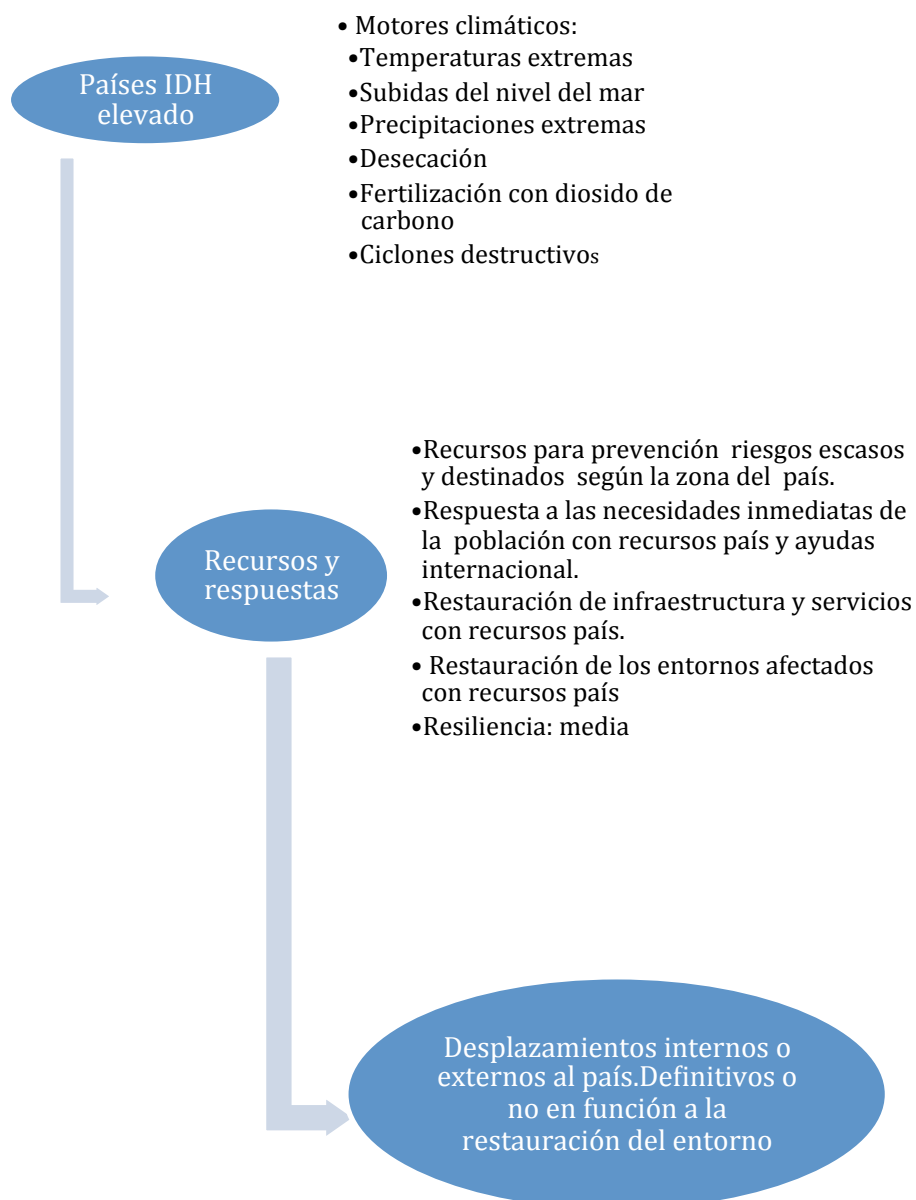 • Motores climáticos:
•Temperaturas extremas
•Subidas del nivel del mar
•Precipitaciones extremas
•Desecación
•Fertilización con diosido de
carbono
•Ciclones destructivos
Países IDH
elevado
•Recursos para prevención riesgos escasos
y destinados según la zona del país.
•Respuesta a las necesidades inmediatas de
la población con recursos país y ayudas
internacional.
•Restauración de infraestructura y servicios
con recursos país.
• Restauración de los entornos afectados
con recursos país
•Resiliencia: media
Recursos y
respuestas
Desplazamientos internos o
externos al país.Definitivos o
no en función a la
restauración del entorno